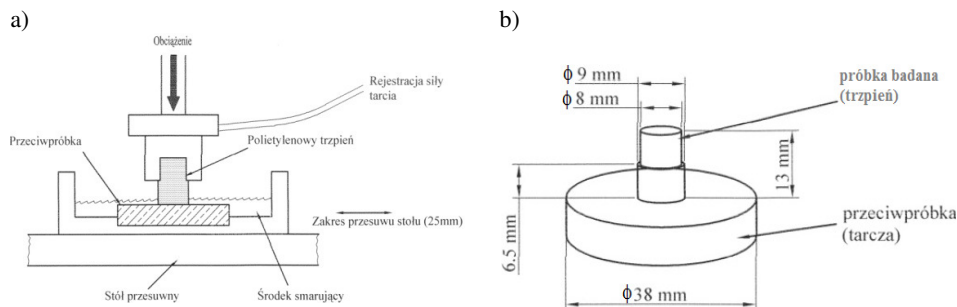 a)
Obciążenie
Rejestracja siły
tarcia
Przeciwpróbka
Polietylenowy trzpień
Zakres przesuwu stołu (25mm)
Stół przesuwny
Środek smarujący
b)
ϕ 9 mm
ϕ 8 mm
próbka badana
(trzpień)
13 mm
6.5 mm
przeciwpróbka
(tarcza)
ϕ38 mm